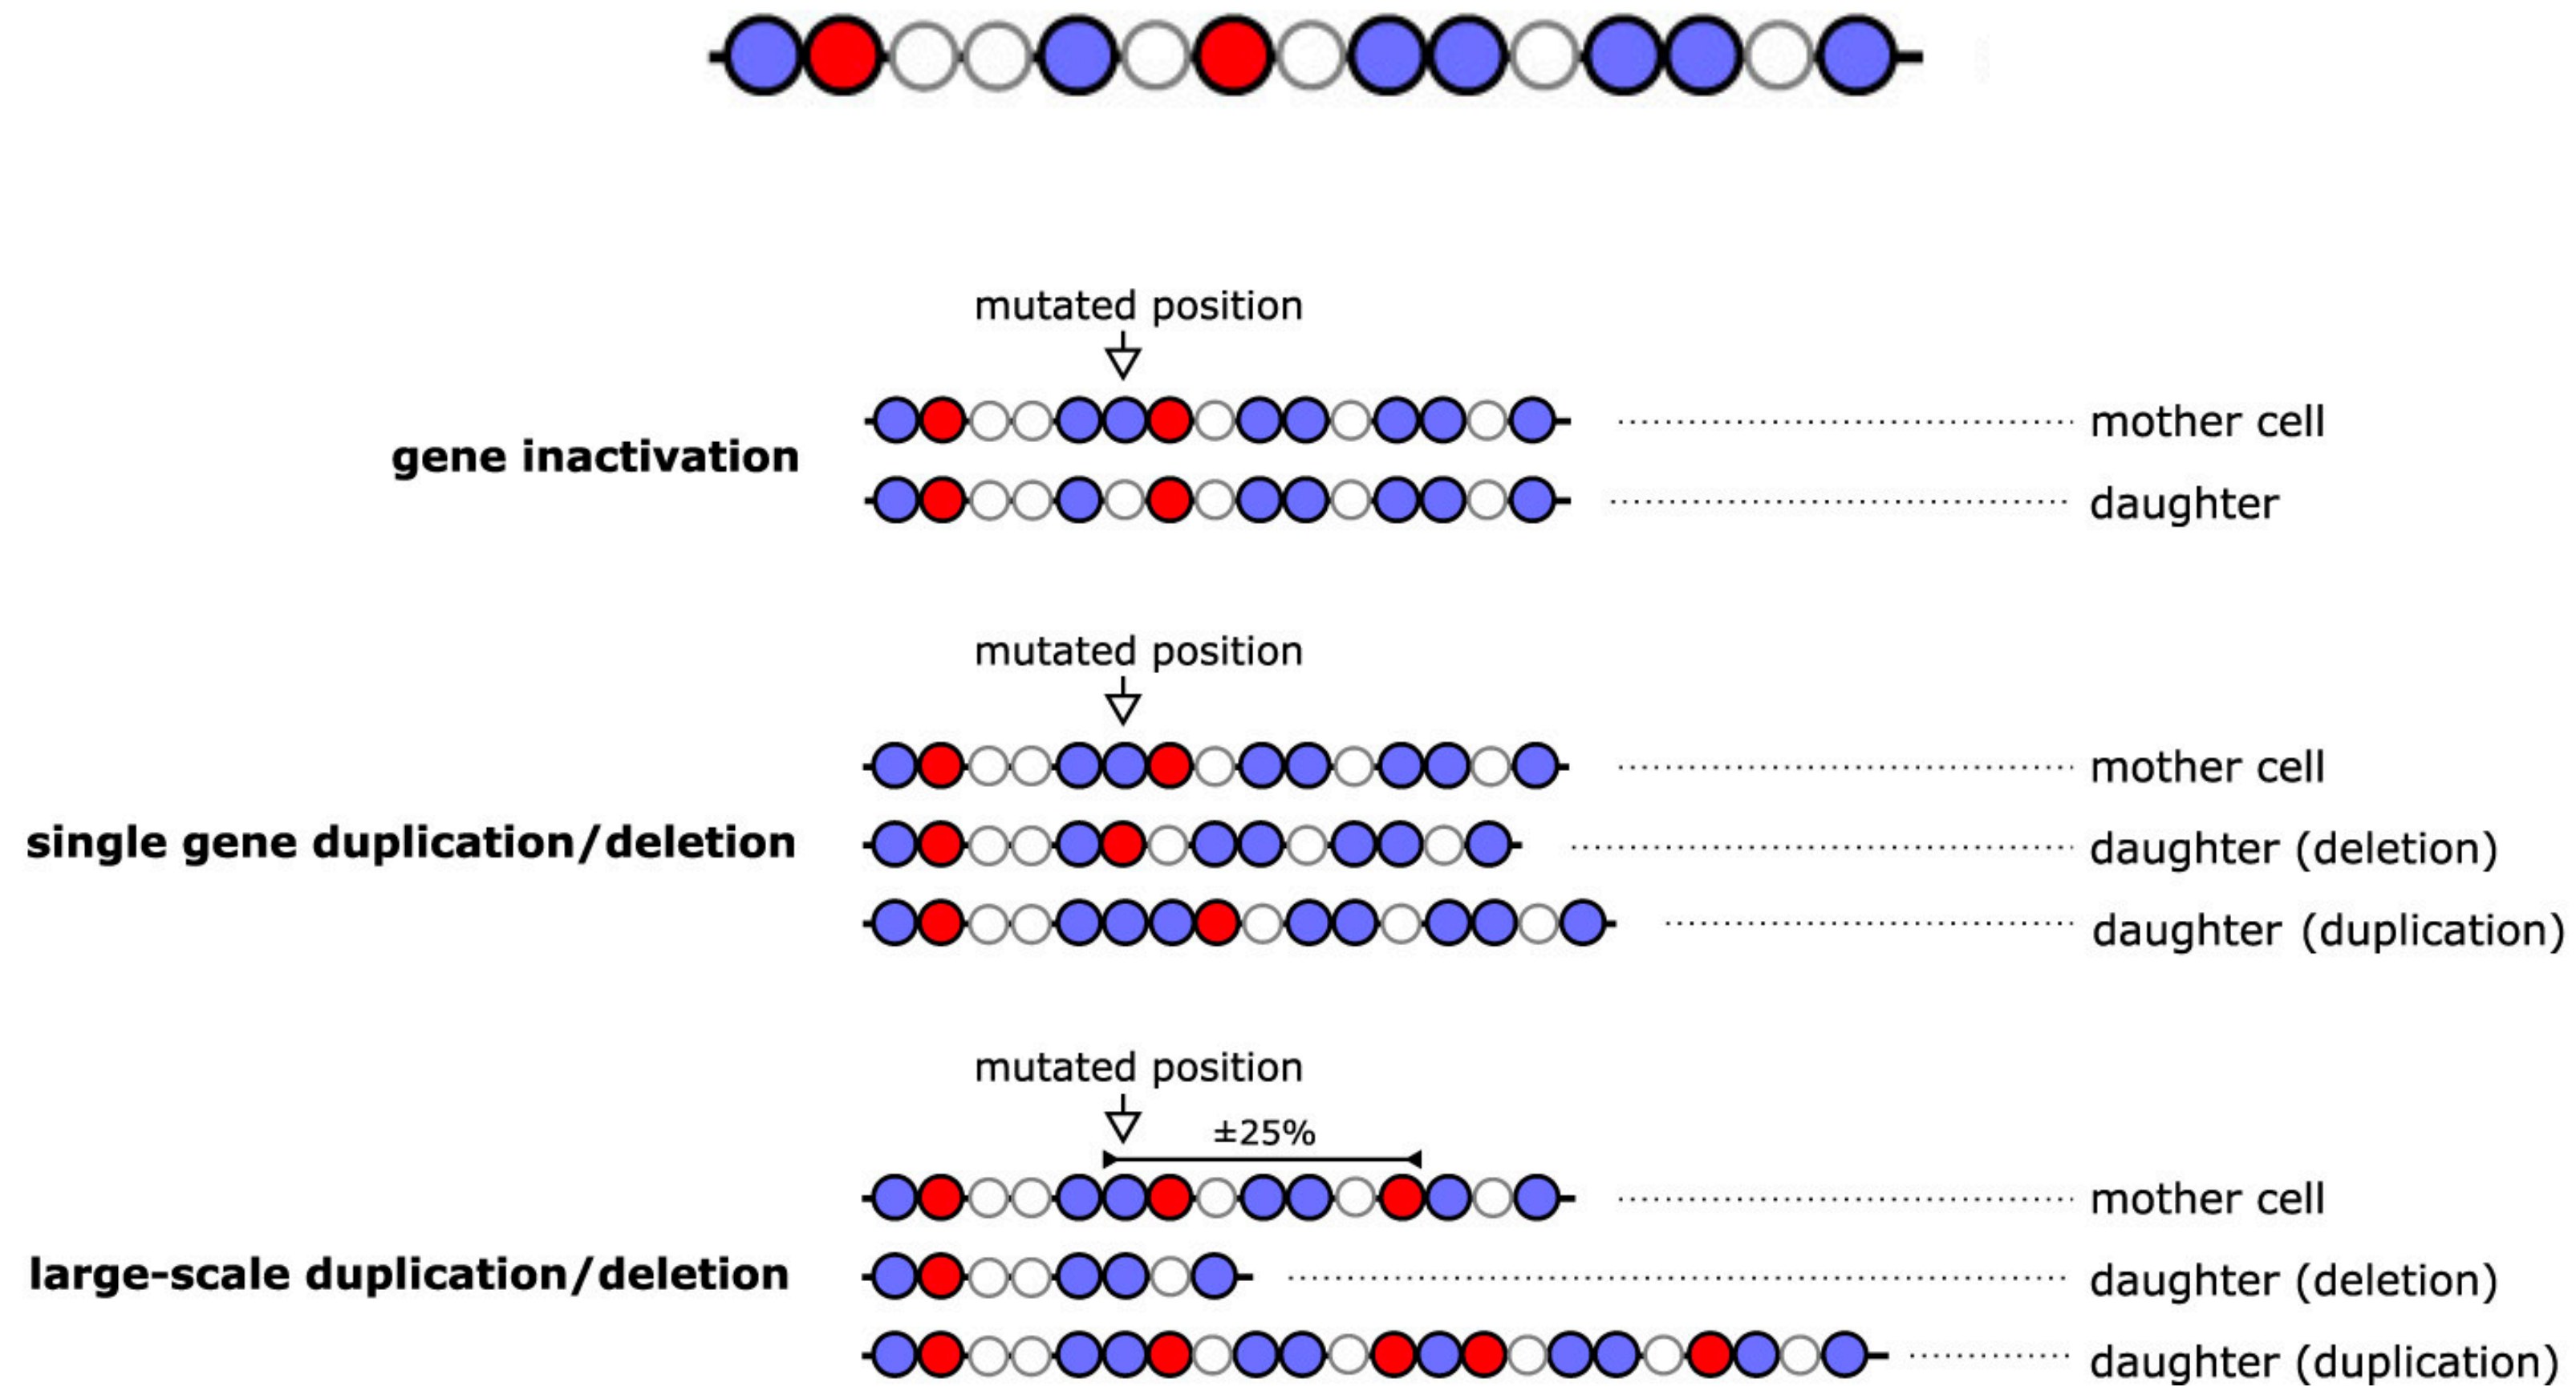 mutated position
gene inactivation
mother cell
daughter
mutated position
single gene duplication/deletion
mother cell
daughter (deletion)
daughter (duplication)
mutated position
±25%
large-scale duplication/deletion
mother cell
daughter (deletion)
daughter (duplication)